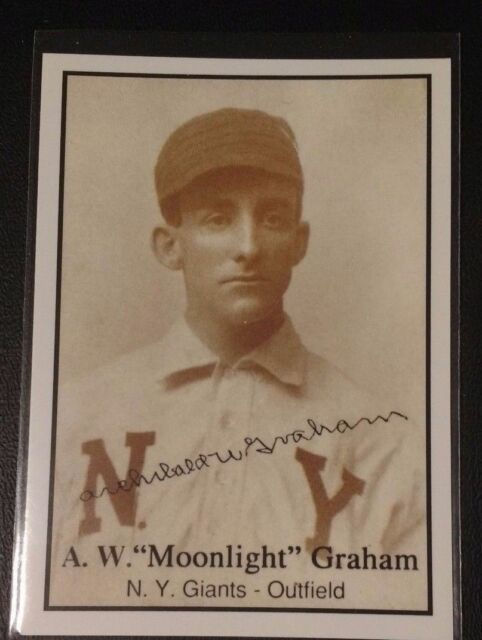 archibald w graham
N. Y
A. W. “Moonlight” Graham
N. Y. Giants - Outfield